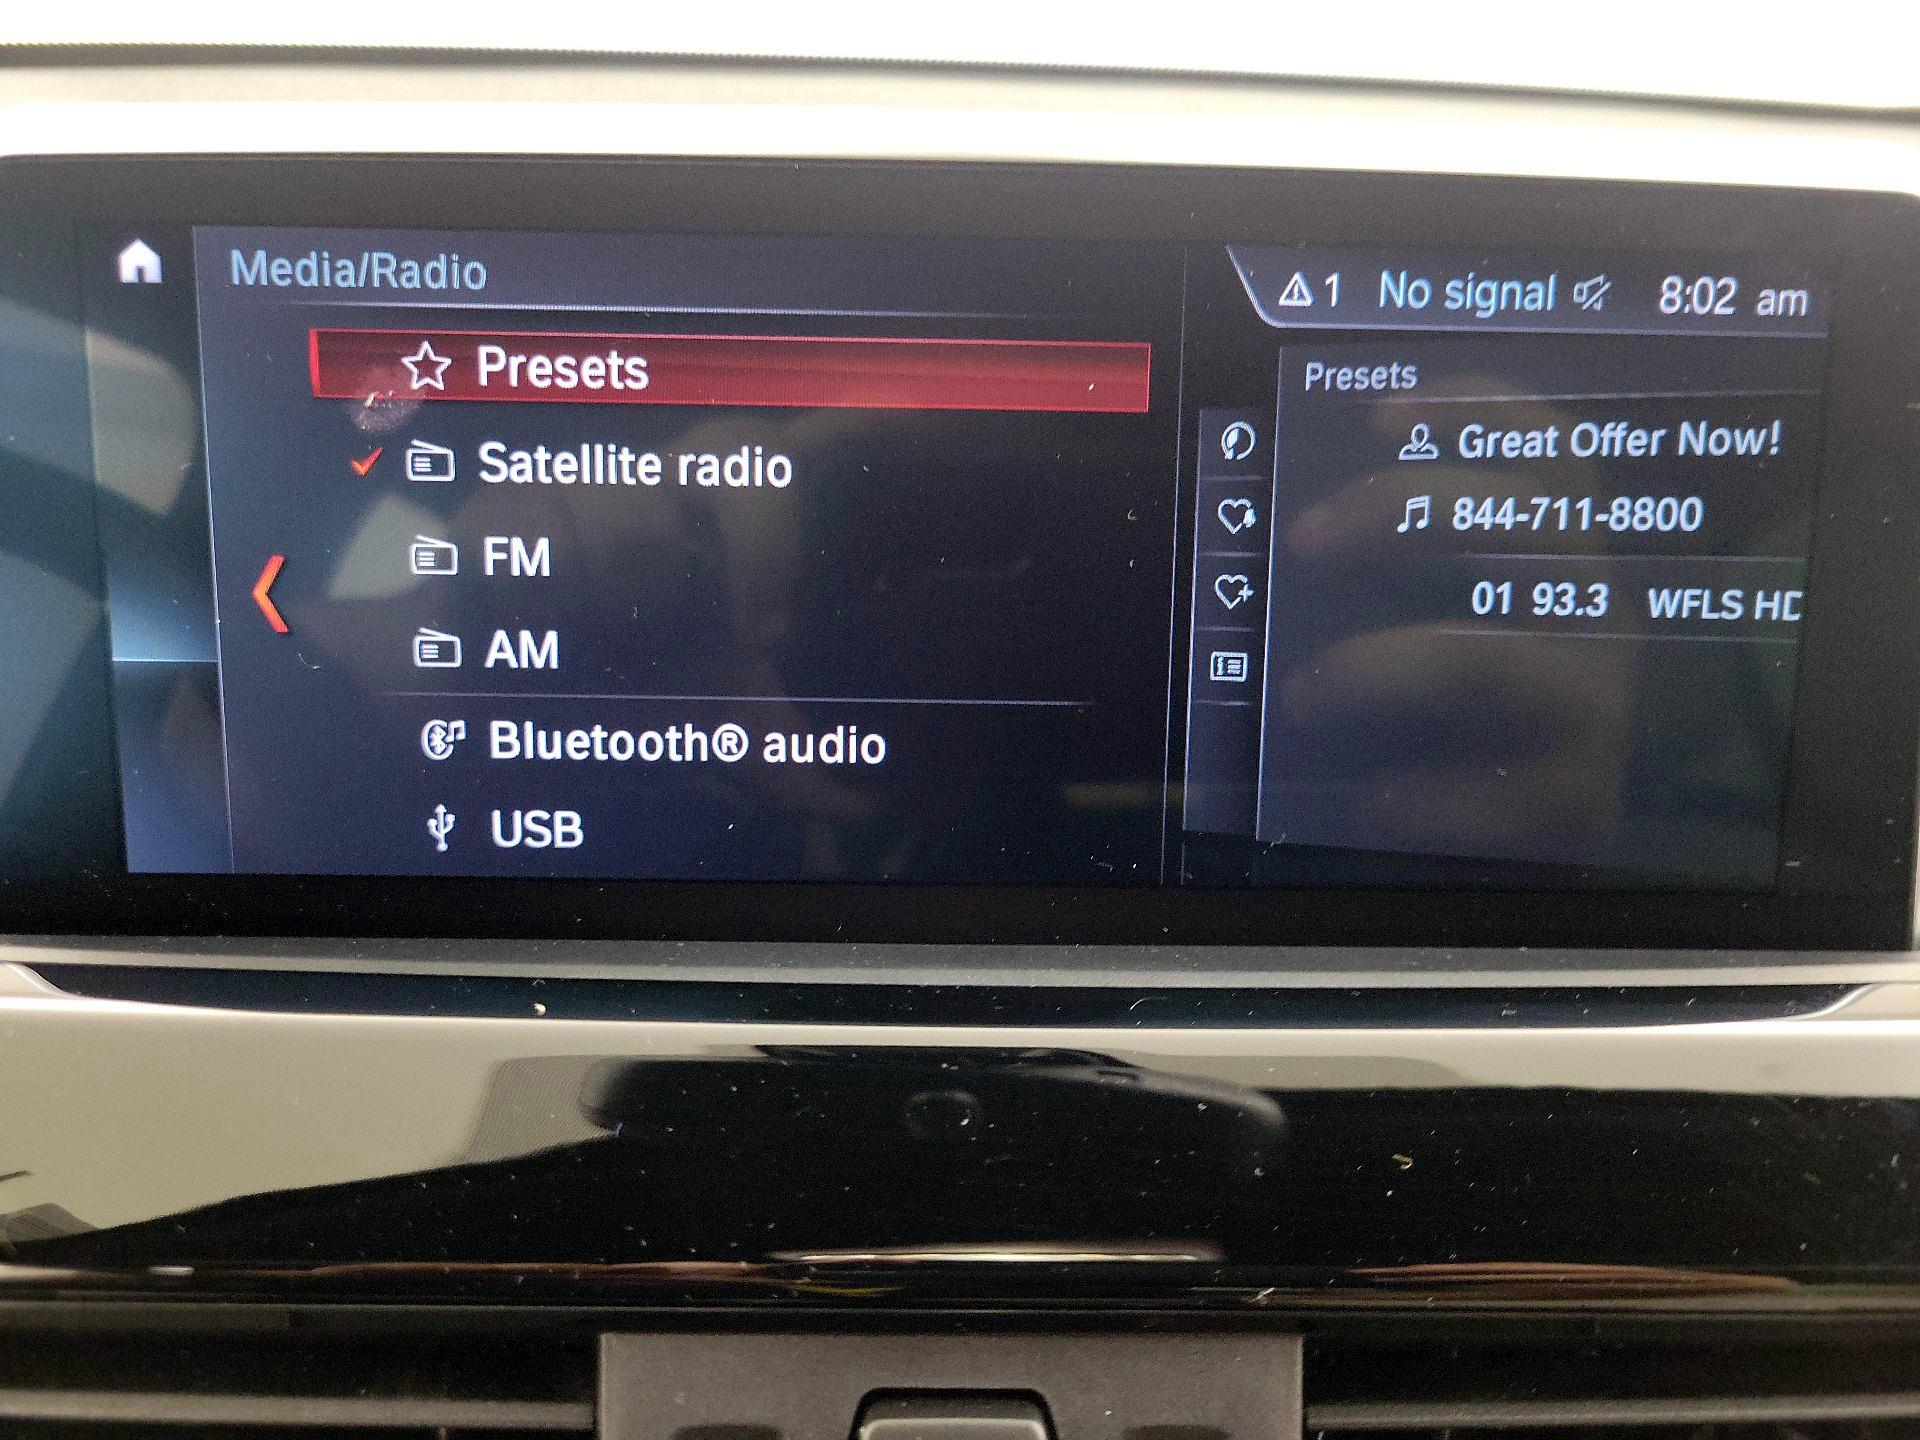 Media/Radio
1 No signal 8:02 am
Presets
Satellite radio
FM
AM
Bluetooth® audio
USB
Presets
Great Offer Now!
844-711-8800
01 93.3 WFLS HD